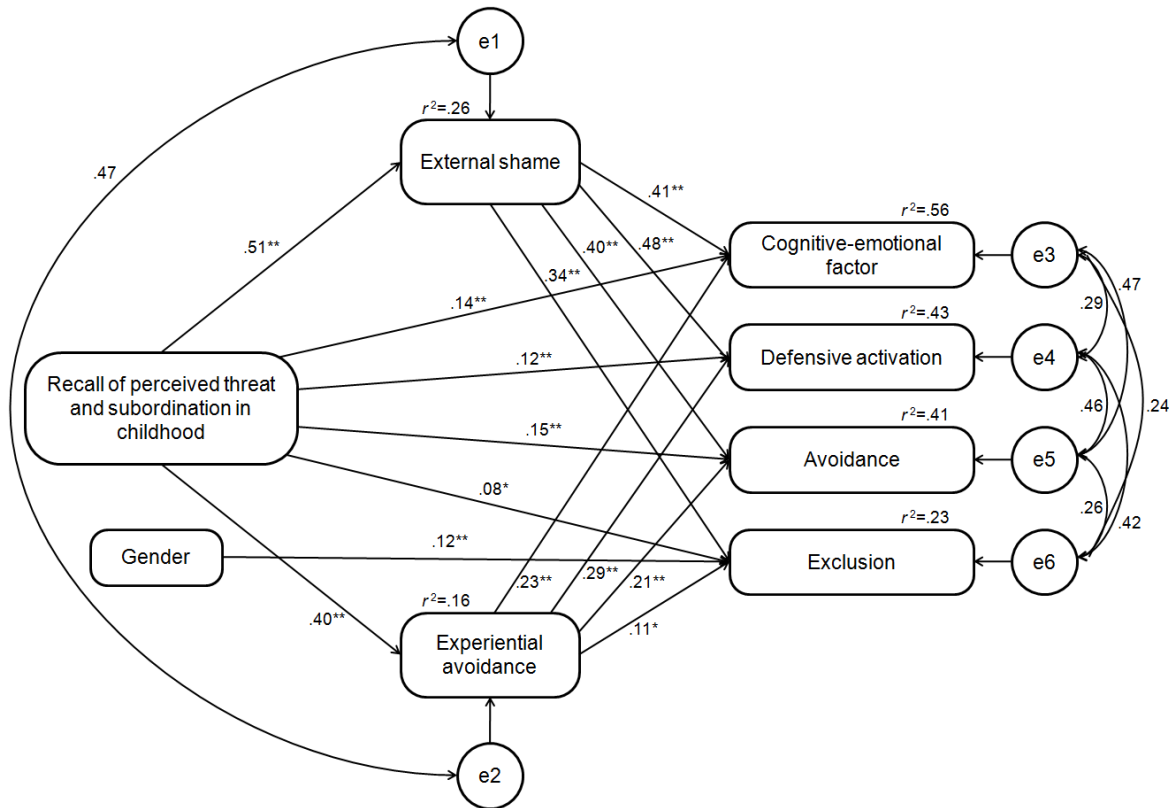 e1
r²=.26
External shame
.47
.41**
r²=.56
Cognitive-emotional
factor
e3
.51**
.40**
.48**
.34**
.47
.29
.14**
r²=.43
Defensive activation
e4
Recall of perceived threat
and subordination in
childhood
.12**
.46
.24
r²=.41
.15**
Avoidance
e5
.08*
.26
r²=.23
.42
Gender
.12**
Exclusion
e6
.23**
.29**
.21**
r²=.16
.40**
.11*
Experiential
avoidance
e2